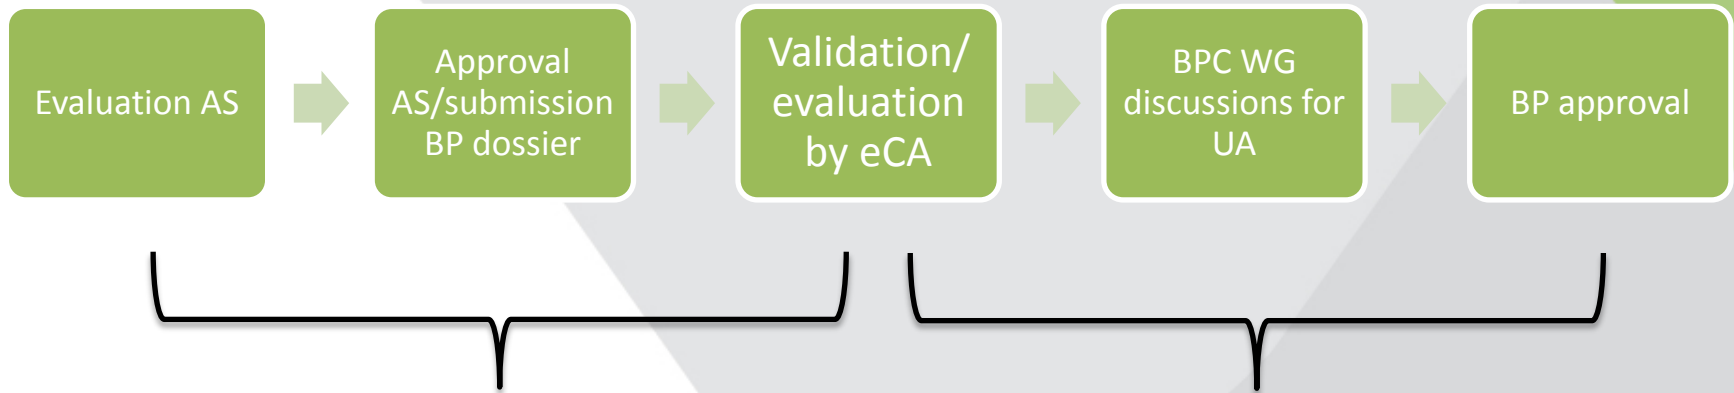 Evaluation AS
Approval
AS/submission
BP dossier
Validation/
evaluation
by eCA
BPC WG
discussions for
UA
BP approval